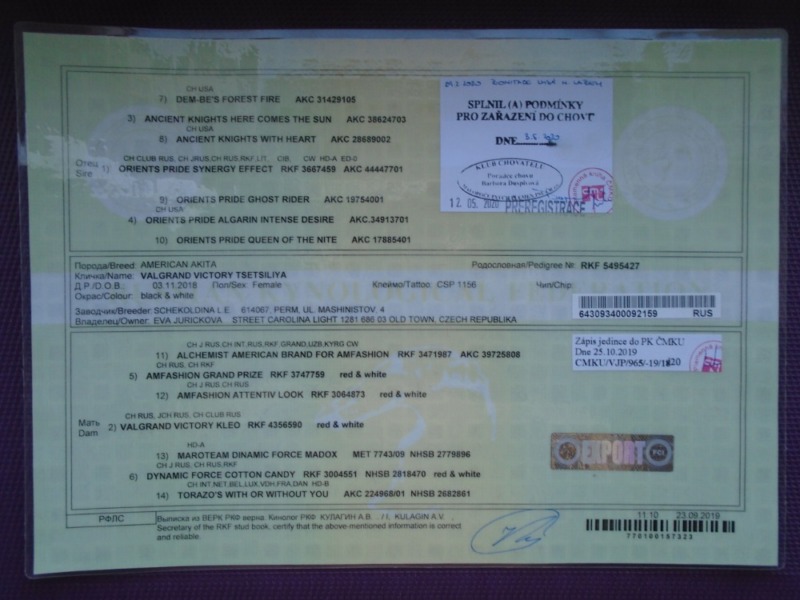 CH USA
7) DEM-BE'S FOREST FIRE AKC 31429105
3) ANCIENT KNIGHTS HERE COMES THE SUN AKC 38624703
CH USA
8) ANCIENT KNIGHTS WITH HEART AKC 28689002
CH CLUB RUS, CH JRUS,CH RUS,RKF,LIT, CIB, CW HD-A ED-0
Отец
Sire 1) ORIENTS PRIDE SYNERGY EFFECT RKF 3667459 AKC 44447701
9) ORIENTS PRIDE GHOST RIDER AKC 19754001
CH USA
4) ORIENTS PRIDE ALGARIN INTENSE DESIRE AKC.34913701
10) ORIENTS PRIDE QUEEN OF THE NITE AKC 17885401
SPLNIL (A) PODMÍNKY
PRO ZAŘAZENÍ DO CHOVU
DNE
KLUB CHOVATELŮ
Poradce chovu
12 05. 2020 PREREGISTRACE
Порода/Breed: AMERICAN AKITA
Родословная/Pedigree №: RKF 5495427
Кличка/Name: VALGRAND VICTORY TSETSILIYA
Д.Р./D.O.B.. 03.11.2018 Пол/Sex: Female Клеймо/Tattoo CSP 1156 Чип/Chip:
Окрас/Colour: black & white
643093400092159 RUS
Заводчик/Breeder: SCHEKOLDINA L.E. 614067, PERM, UL. MASHINISTOV, 4
Владелец/Owner: EVA JURICKOVA STREET CAROLINA LIGHT 1281 686 03 OLD TOWN, CZECH REPUBLIKA
CH J RUS,CH INT,RUS,RKF GRAND,UZB,KYRG CW
11) ALCHEMIST AMERICAN BRAND FOR AMFASHION RKF 3471987 AKC 39725808
CH RUS, CH RKF
5) AMFASHION GRAND PRIZE RKF 3747759 red & white
CH J RUS,CH RUS
12) AMFASHION ATTENTIV LOOK RKF 3064873 red & white
Zápis jedince do PK ČMKU
Dne 25.10.2019
CMKU/VJP/965/-19/18/20
CH RUS, JCH RUS, CH CLUB RUS
Мать
Dam 2) VALGRAND VICTORY KLEO RKF 4356590 red & white
HD-A
13) MAROTEAM DINAMIC FORCE MADOX MET 7743/09 NHSB 2779896
CH J RUS, CH RUS,RKF
6) DYNAMIC FORCE COTTON CANDY RKF 3004551 NHSB 2818470 red & white
CH INT,NET,BEL,LUX,VDH,FRA,DAN HD-B
14) TORAZO'S WITH OR WITHOUT YOU AKC 224968/01 NHSB 2682861
EXPORT FCI
РФЛС
Выписка из ВЕРК РКФ верна. Кинолог РКФ КУЛАГИН А.В. / I. KULAGIN A.V.
Secretary of the RKF stud book, certify that the above-mentioned information is correct
and reliable.
11.10 23.09.2019
770100157323